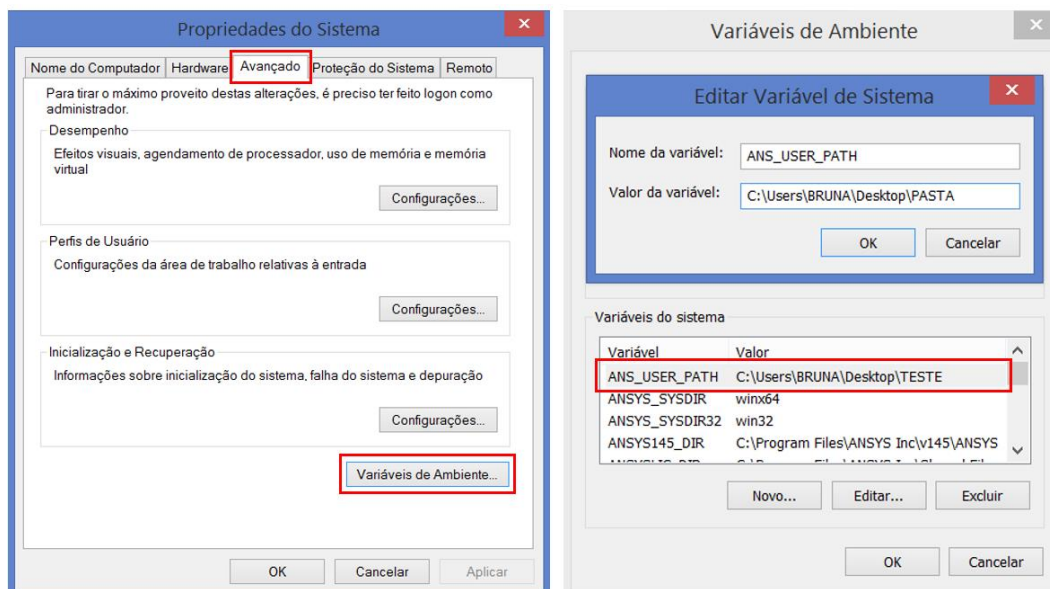 Propriedades do Sistema
Nome do Computador Hardware Avançado Proteção do Sistema Remoto
Para tirar o máximo proveito destas alterações, é preciso ter feito logon como
administrador.
Desempenho
Efeitos visuais, agendamento de processador, uso de memória e memória
virtual
Configurações...
Perfis de Usuário
Configurações da área de trabalho relativas à entrada
Configurações...
Inicialização e Recuperação
Informações sobre inicialização do sistema, falha do sistema e depuração
Configurações...
Variáveis de Ambiente...
OK Cancelar Aplicar
Variáveis de Ambiente
Editar Variável de Sistema
Nome da variável: ANS_USER_PATH
Valor da variável: C:\Users\BRUNA\Desktop\PASTA
OK Cancelar
Variáveis do sistema
Variável Valor
ANS_USER_PATH C:\Users\BRUNA\Desktop\TESTE
ANSYS_SYSDIR winx64
ANSYS_SYSDIR32 win32
ANSYS145_DIR C:\Program Files\ANSYS Inc\v145\ANSYS
Novo... Editar... Excluir
OK Cancelar